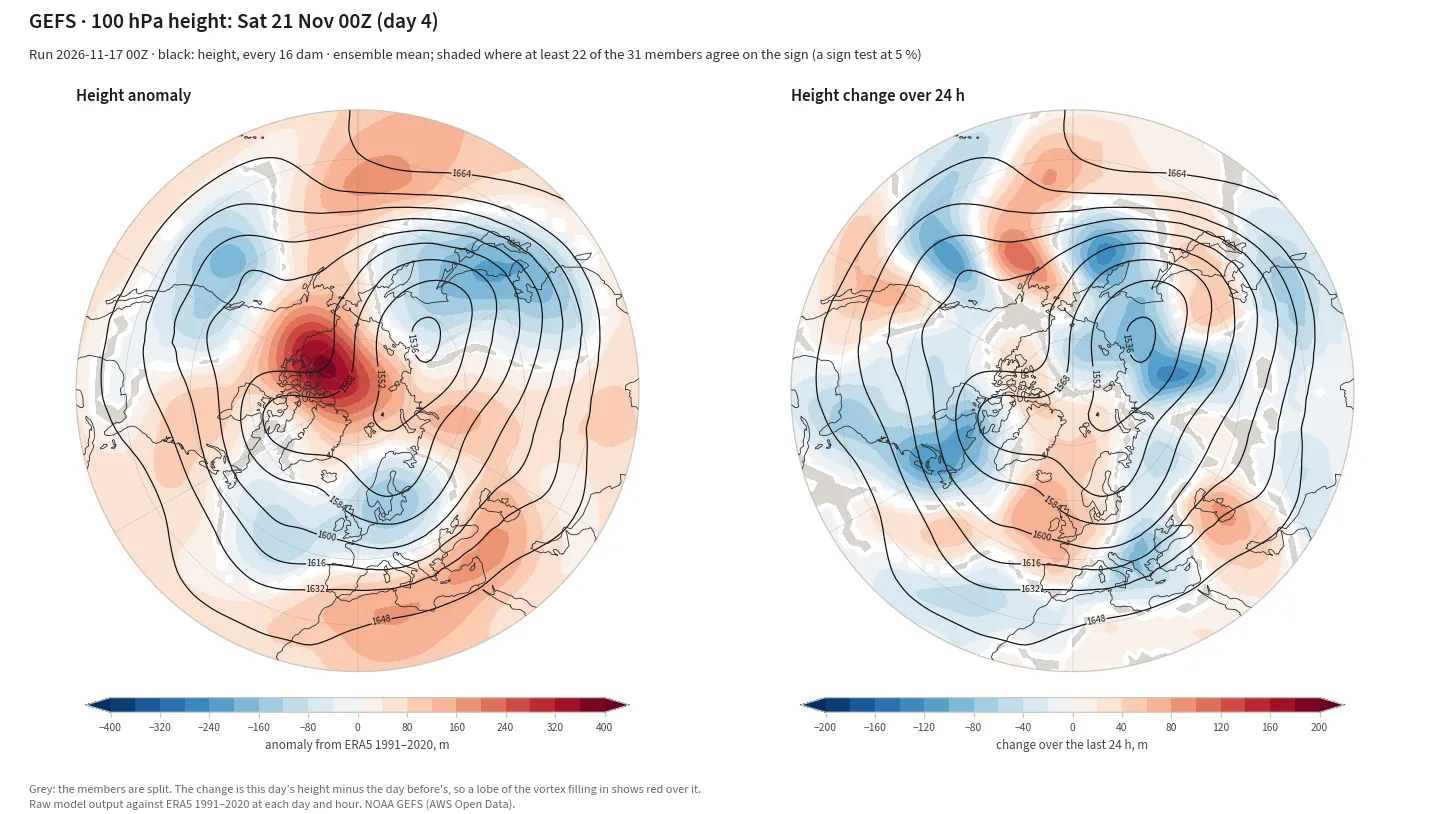 GEFS · 100 hPa height: Sat 21 Nov 00Z (day 4)
Run 2026-11-17 00Z · black: height, every 16 dam · ensemble mean; shaded where at least 22 of the 31 members agree on the sign (a sign test at 5 %)
Height anomaly
Height change over 24 h
1664
1536
1552
1568
1584
1600
1616
1632
1648
1664
1536
1552
1568
1584
1600
1616
1632
1648
−400 −320 −240 −160 −80 0 80 160 240 320 400
anomaly from ERA5 1991–2020, m
−200 −160 −120 −80 −40 0 40 80 120 160 200
change over the last 24 h, m
Grey: the members are split. The change is this day's height minus the day before's, so a lobe of the vortex filling in shows red over it.
Raw model output against ERA5 1991–2020 at each day and hour. NOAA GEFS (AWS Open Data).